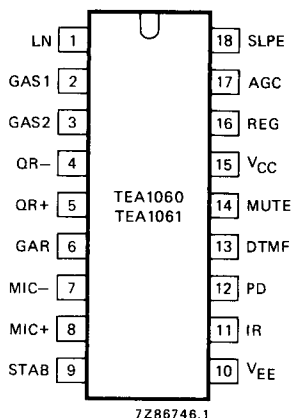 LN 1 18 SLPE
GAS1 2 17 AGC
GAS2 3 16 REG
QR− 4 15 VCC
QR+ 5 14 MUTE
TEA1060
TEA1061
GAR 6 13 DTMF
MIC− 7 12 PD
MIC+ 8 11 IR
STAB 9 10 VEE
7Z86746.1